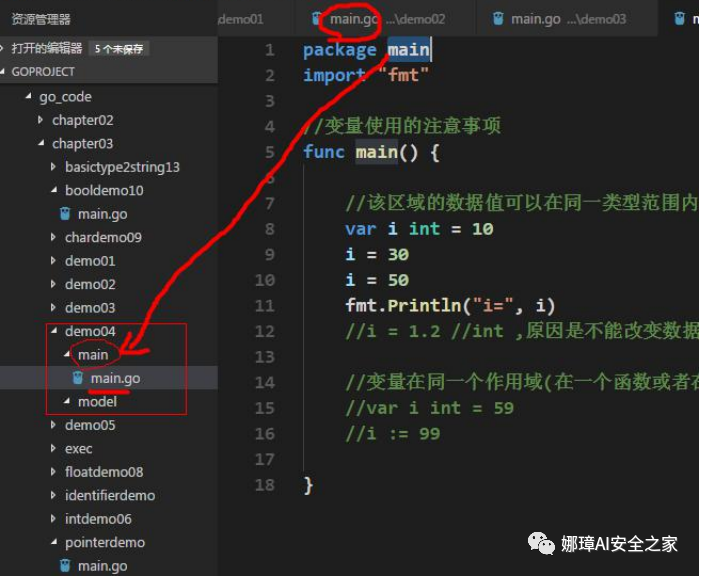 资源管理器
打开的编辑器 5 个未保存
GOPROJECT
go_code
chapter02
chapter03
basictype2string13
booldemo10
main.go
chardemo09
demo01
demo02
demo03
demo04
main
main.go
model
demo05
exec
floatdemo08
identifierdemo
intdemo06
pointerdemo
main.go
\demo01 main.go ...\demo02 main.go ...\demo03
1 package main
2 import "fmt"
3
4 //变量使用的注意事项
5 func main() {
6
7 //该区域的数据值可以在同一类型范围内
8 var i int = 10
9 i = 30
10 i = 50
11 fmt.Println("i=", i)
12 //i = 1.2 //int ,原因是不能改变数据
13
14 //变量在同一个作用域(在一个函数或者在
15 //var i int = 59
16 //i := 99
17
18 }
娜璋AI安全之家